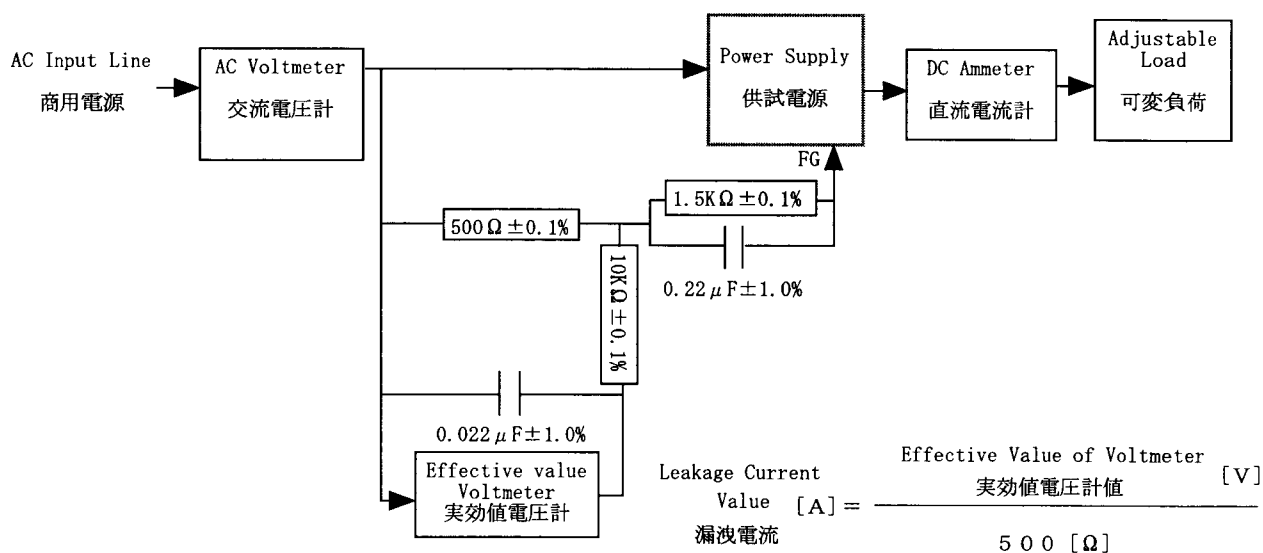 AC Input Line
商用電源
AC Voltmeter
交流電圧計
Power Supply
供試電源
DC Ammeter
直流電流計
Adjustable
Load
可変負荷
FG
1.5KΩ±0.1%
500Ω±0.1%
10KΩ±0.1%
0.22μF±1.0%
0.022μF±1.0%
Effective value
Voltmeter
実効値電圧計
Leakage Current
Value [A]=
漏洩電流
Effective Value of Voltmeter
実効値電圧計値 [V]
500[Ω]